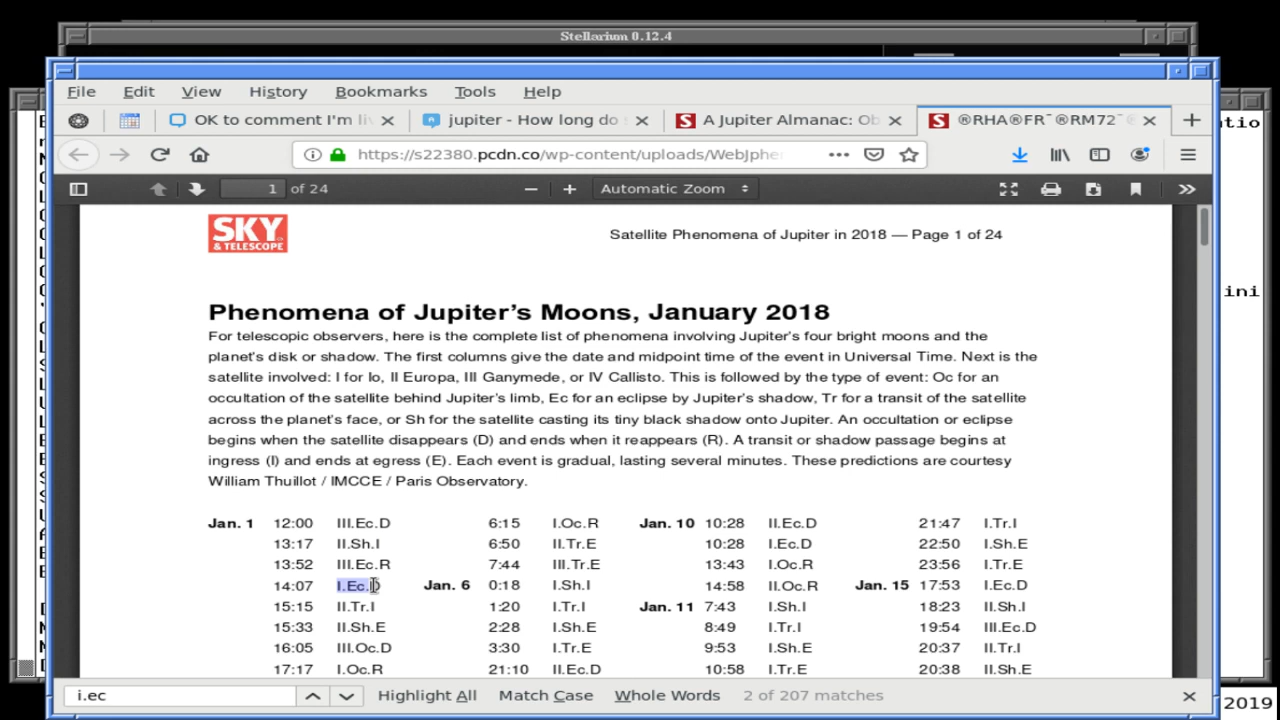 Stellarium 0.12.4
File Edit View History Bookmarks Tools Help
OK to comment I'm liv
jupiter - How long do
A Jupiter Almanac: Ob
®RHA®FR¯®RM72¯
https://s22380.pcdn.co/wp-content/uploads/WebJphe
1 of 24
Automatic Zoom
SKY
& TELESCOPE
Satellite Phenomena of Jupiter in 2018 — Page 1 of 24
Phenomena of Jupiter's Moons, January 2018
For telescopic observers, here is the complete list of phenomena involving Jupiter's four bright moons and the
planet's disk or shadow. The first columns give the date and midpoint time of the event in Universal Time. Next is the
satellite involved: I for Io, II Europa, III Ganymede, or IV Callisto. This is followed by the type of event: Oc for an
occultation of the satellite behind Jupiter's limb, Ec for an eclipse by Jupiter's shadow, Tr for a transit of the satellite
across the planet's face, or Sh for the satellite casting its tiny black shadow onto Jupiter. An occultation or eclipse
begins when the satellite disappears (D) and ends when it reappears (R). A transit or shadow passage begins at
ingress (I) and ends at egress (E). Each event is gradual, lasting several minutes. These predictions are courtesy
William Thuillot / IMCCE / Paris Observatory.
Jan. 1 12:00 III.Ec.D 6:15 I.Oc.R Jan. 10 10:28 II.Ec.D 21:47 I.Tr.I
13:17 II.Sh.I 6:50 II.Tr.E 10:28 I.Ec.D 22:50 I.Sh.E
13:52 III.Ec.R 7:44 III.Tr.E 13:43 I.Oc.R 23:56 I.Tr.E
14:07 I.Ec.D Jan. 6 0:18 I.Sh.I 14:58 II.Oc.R Jan. 15 17:53 I.Ec.D
15:15 II.Tr.I 1:20 I.Tr.I Jan. 11 7:43 I.Sh.I 18:23 II.Sh.I
15:33 II.Sh.E 2:28 I.Sh.E 8:49 I.Tr.I 19:54 III.Ec.D
16:05 III.Oc.D 3:30 I.Tr.E 9:53 I.Sh.E 20:37 II.Tr.I
17:17 I.Oc.R 21:10 II.Ec.D 10:58 I.Tr.E 20:38 II.Sh.E
i.ec
Highlight All Match Case Whole Words 2 of 207 matches
atio
ini
2019